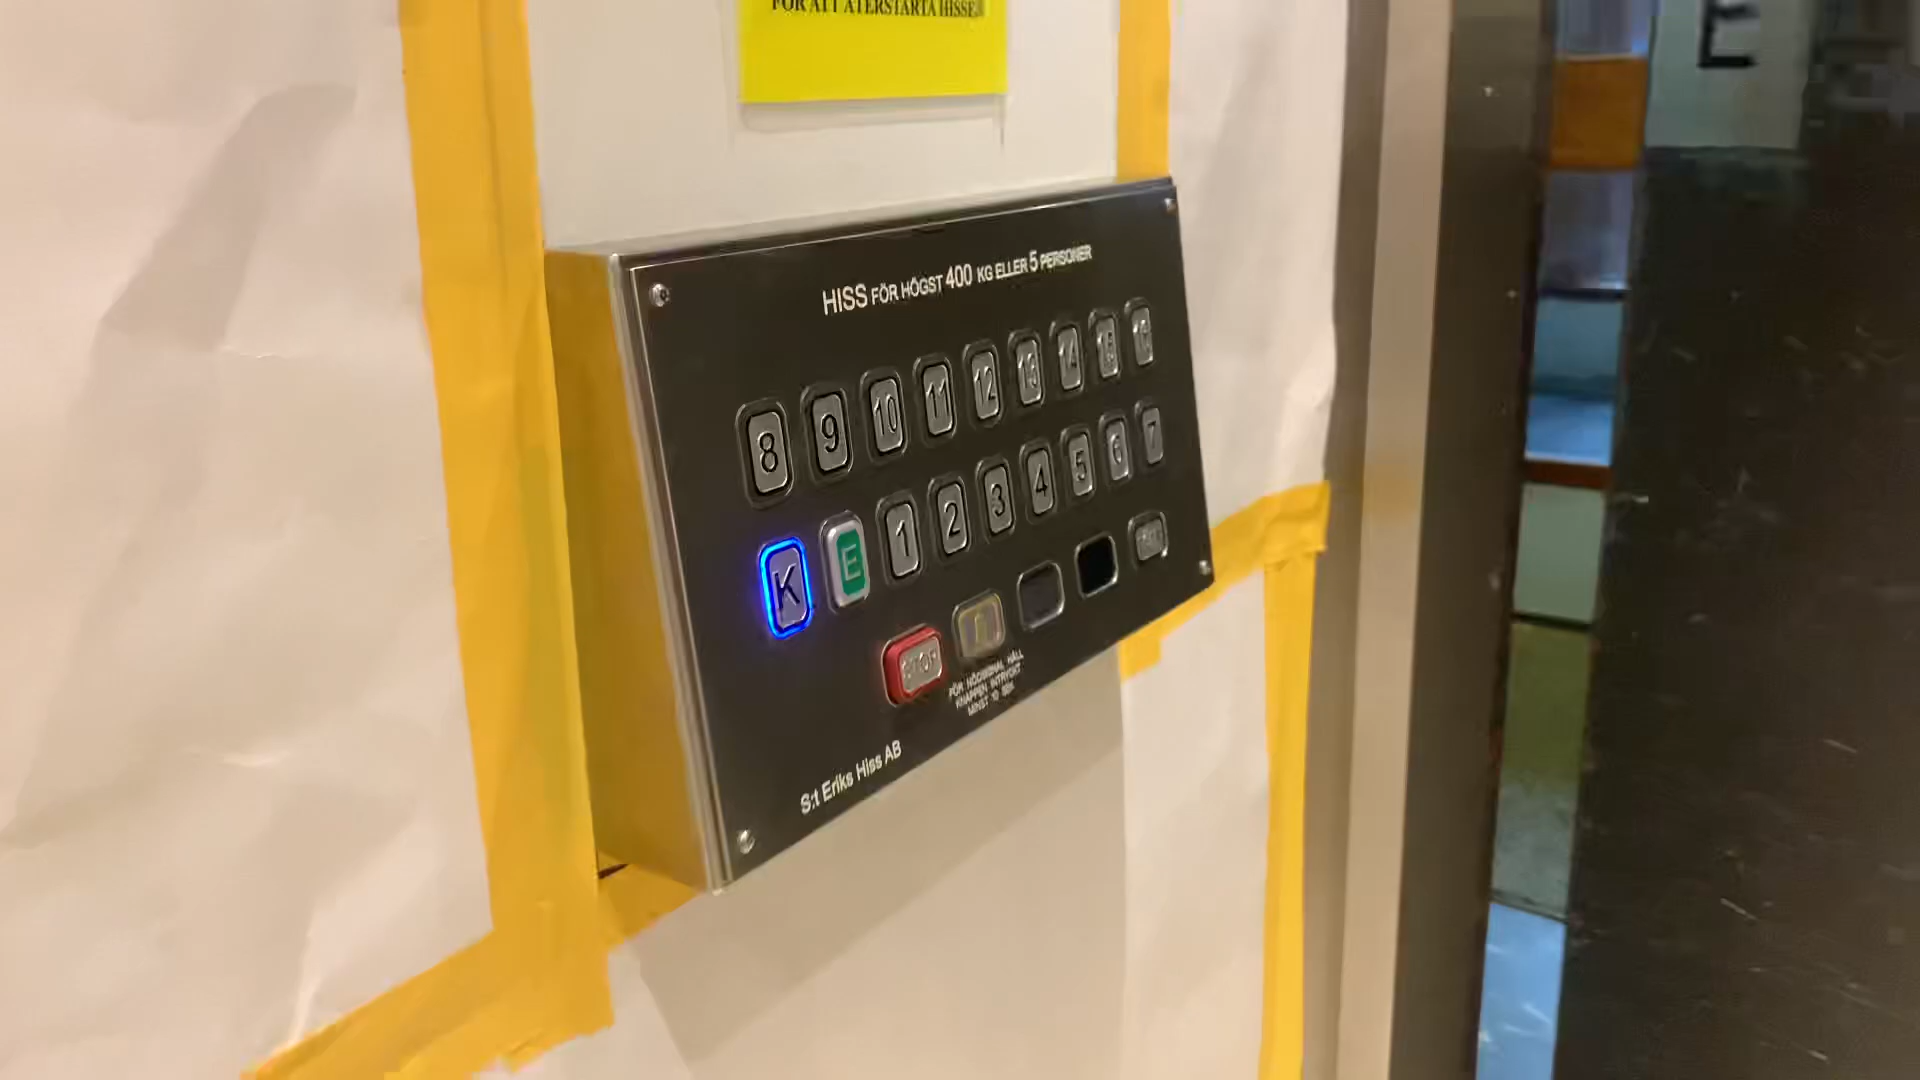 FÖR ATT ÅTERSTARTA HISSEN
E
HISS FÖR HÖGST 400 KG ELLER 5 PERSONER
8 9 10 11 12 13 14 15 16
K E 1 2 3 4 5 6 7
STOP
FÖR NÖDSIGNAL HÅLL
KNAPPEN INTRYCKT
MINST 10 SEK
S:t Eriks Hiss AB